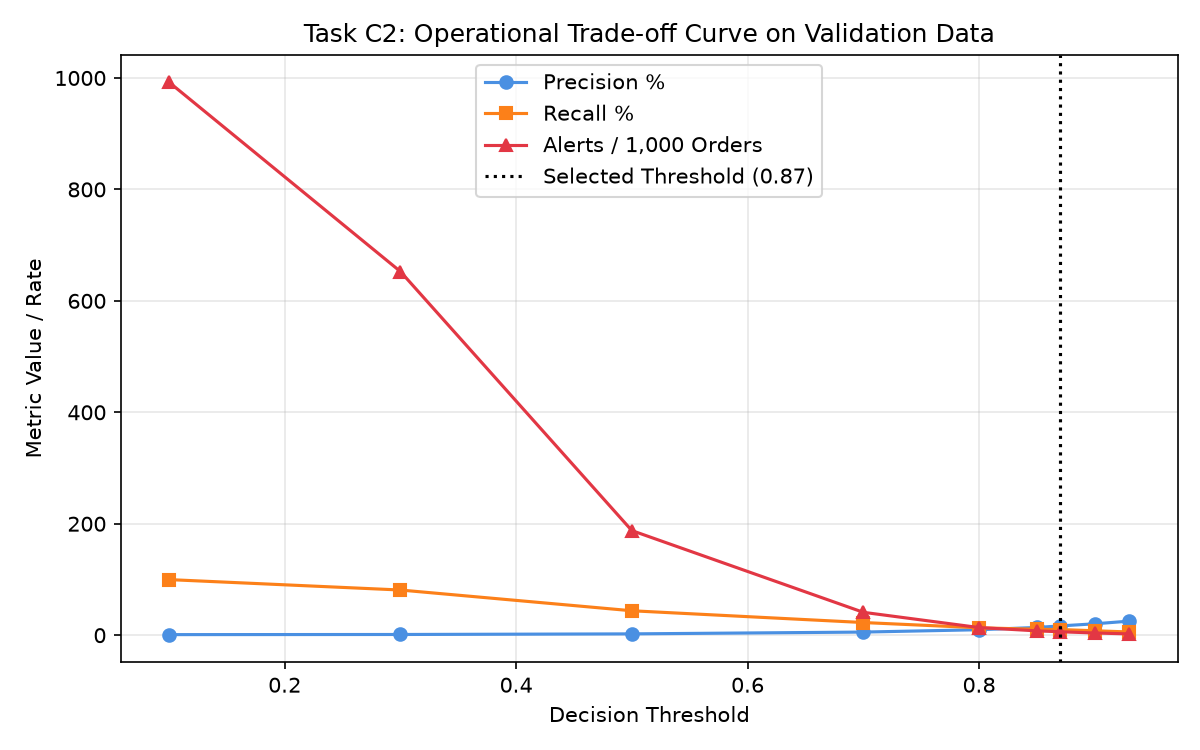 Task C2: Operational Trade-off Curve on Validation Data
Precision %
Recall %
Alerts / 1,000 Orders
Selected Threshold (0.87)
Metric Value / Rate
1000
800
600
400
200
0
0.2 0.4 0.6 0.8
Decision Threshold